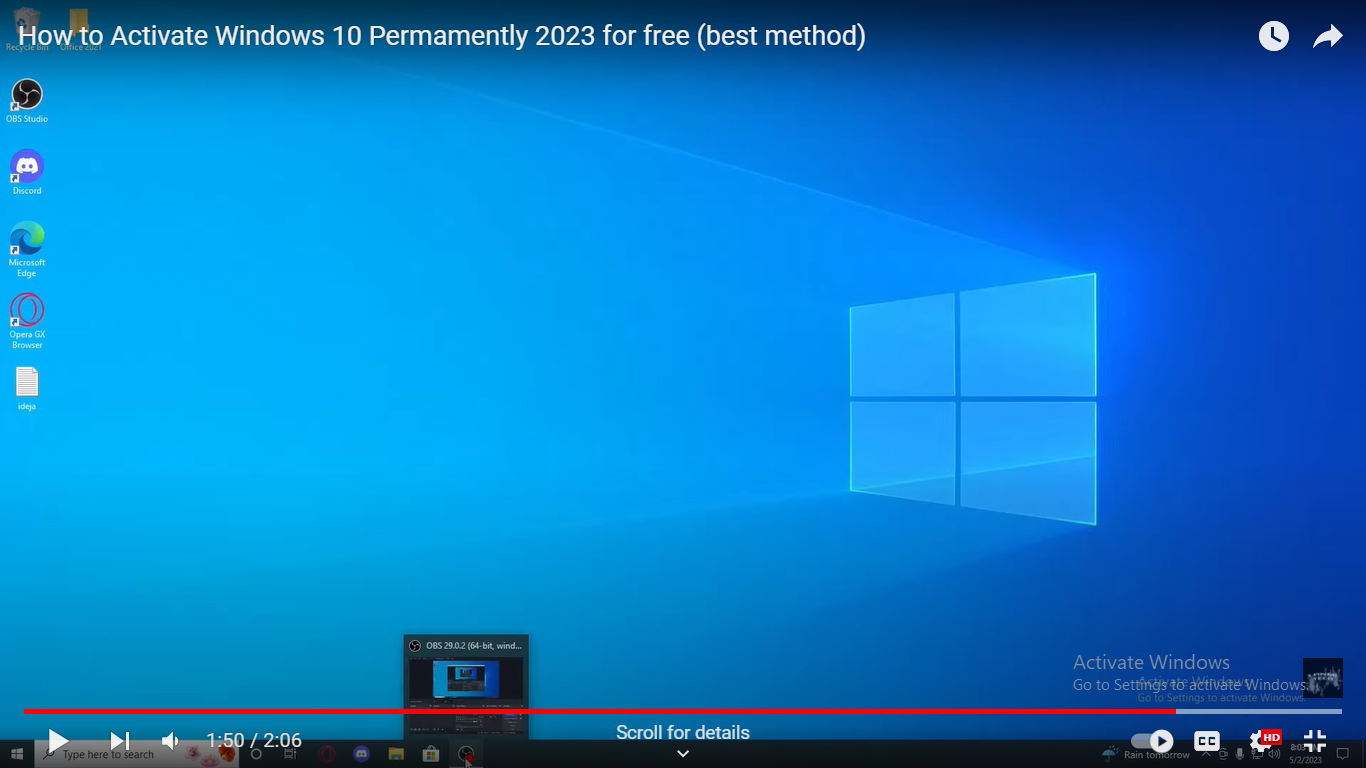 How to Activate Windows 10 Permamently 2023 for free (best method)
Recycle Bin
Office 2021
OBS Studio
Discord
Microsoft
Edge
Opera GX
Browser
ideja
OBS 29.0.2 (64-bit, wind...
Activate Windows
Go to Settings to activate Windows.
Activate Windows
Go to Settings to activate Windows.
1:50 / 2:06
Scroll for details
CC
HD
Type here to search
Rain tomorrow
5/2/2023